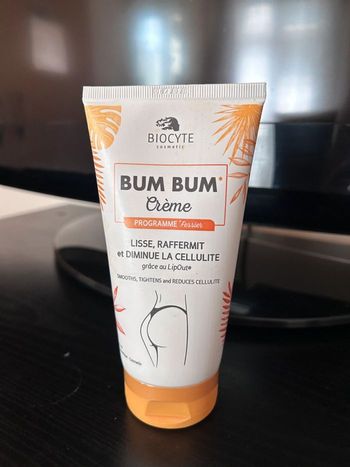 BIOCYTE
cosmetic
BUM BUM*
Crème
PROGRAMME Fessier
LISSE, RAFFERMIT
et DIMINUE LA CELLULITE
grâce au LipOut®
SMOOTHS, TIGHTENS and REDUCES CELLULITE